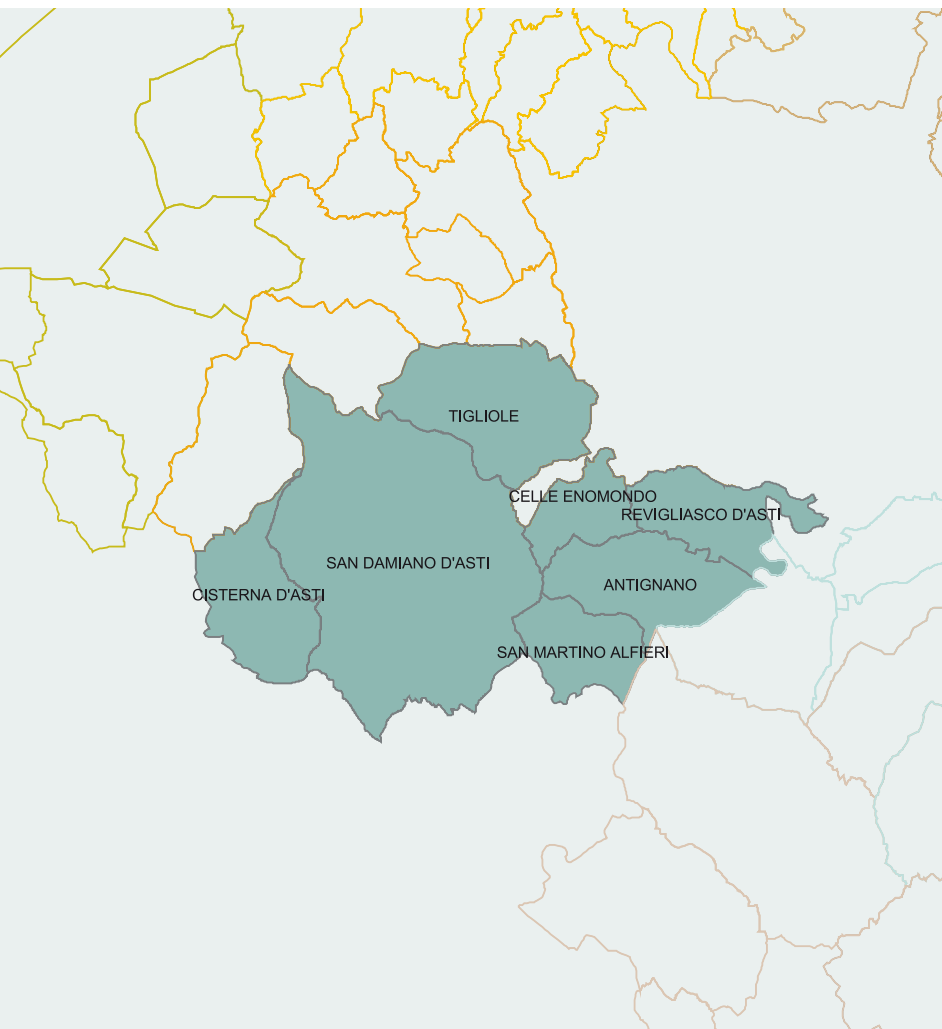 TIGLIOLE
CELLE ENOMONDO
REVIGLIASCO D'ASTI
SAN DAMIANO D'ASTI
ANTIGNANO
CISTERNA D'ASTI
SAN MARTINO ALFIERI